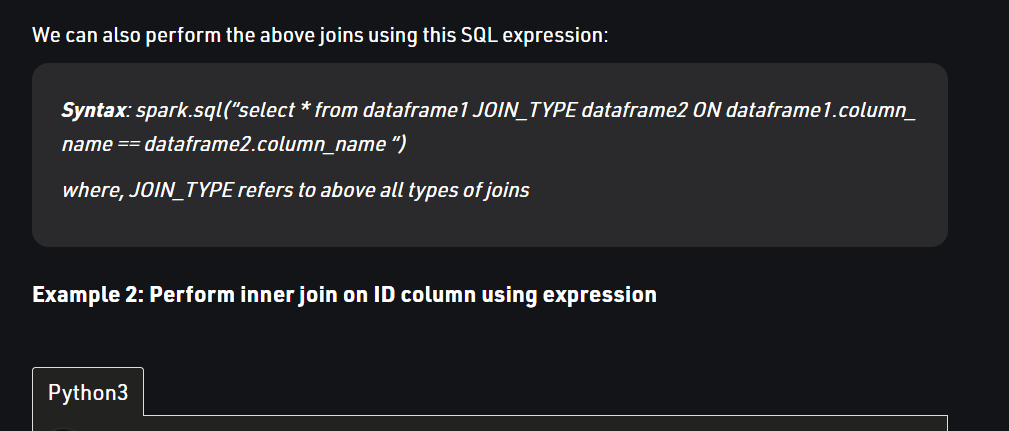 We can also perform the above joins using this SQL expression:
Syntax: spark.sql(“select * from dataframe1 JOIN_TYPE dataframe2 ON dataframe1.column_
name == dataframe2.column_name “)
where, JOIN_TYPE refers to above all types of joins
Example 2: Perform inner join on ID column using expression
Python3